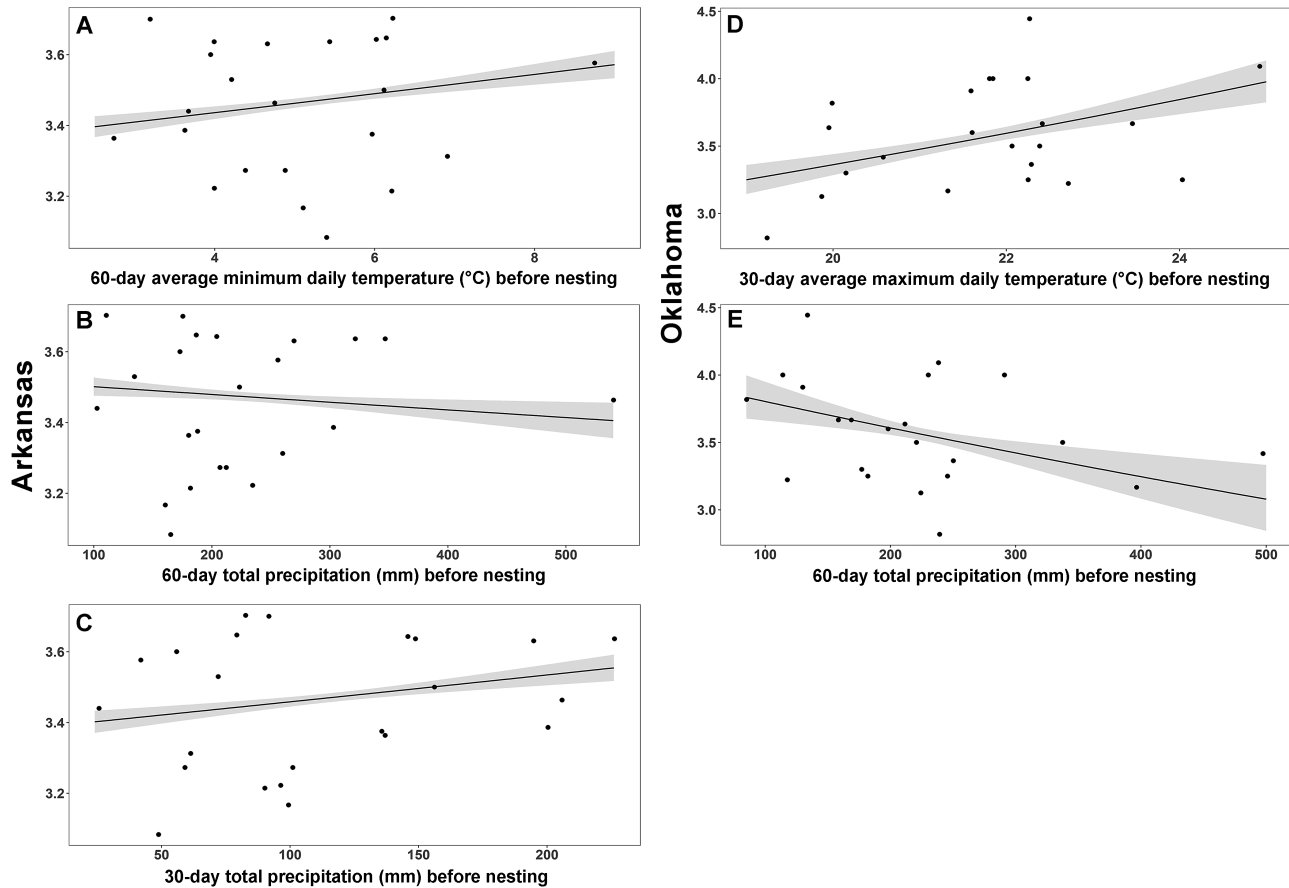 Arkansas
A
3.6
3.4
3.2
4 6 8
60-day average minimum daily temperature (°C) before nesting
B
3.6
3.4
3.2
100 200 300 400 500
60-day total precipitation (mm) before nesting
C
3.6
3.4
3.2
50 100 150 200
30-day total precipitation (mm) before nesting
Oklahoma
D
4.5
4.0
3.5
3.0
20 22 24
30-day average maximum daily temperature (°C) before nesting
E
4.5
4.0
3.5
3.0
100 200 300 400 500
60-day total precipitation (mm) before nesting